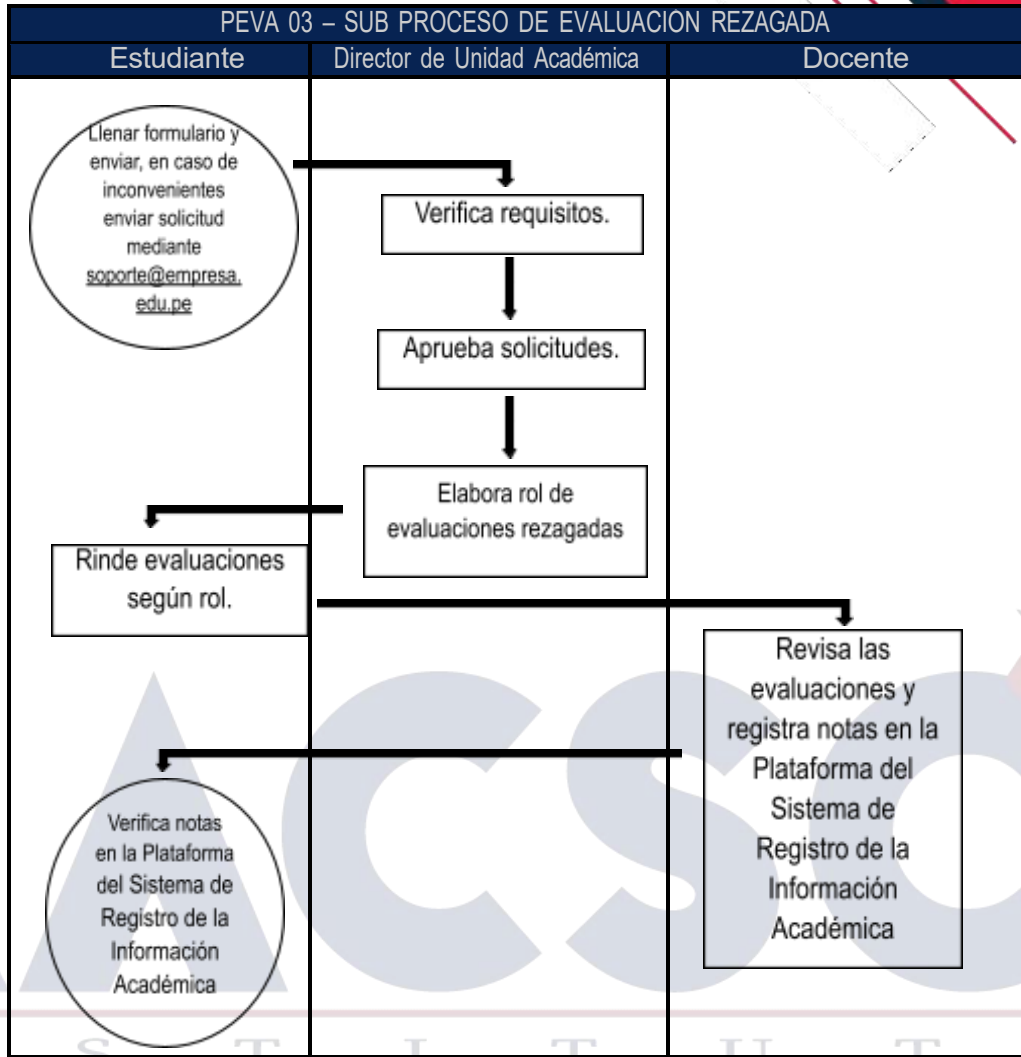 PEVA 03 – SUB PROCESO DE EVALUACIÓN REZAGADA
Estudiante
Director de Unidad Académica
Docente
Llenar formulario y
enviar, en caso de
inconvenientes
enviar solicitud
mediante
soporte@empresa.
edu.pe
Verifica requisitos.
Aprueba solicitudes.
Elabora rol de
evaluaciones rezagadas
Rinde evaluaciones
según rol.
Revisa las
evaluaciones y
registra notas en la
Plataforma del
Sistema de
Registro de la
Información
Académica
Verifica notas
en la Plataforma
del Sistema de
Registro de la
Información
Académica
ACSO
S T I T U T